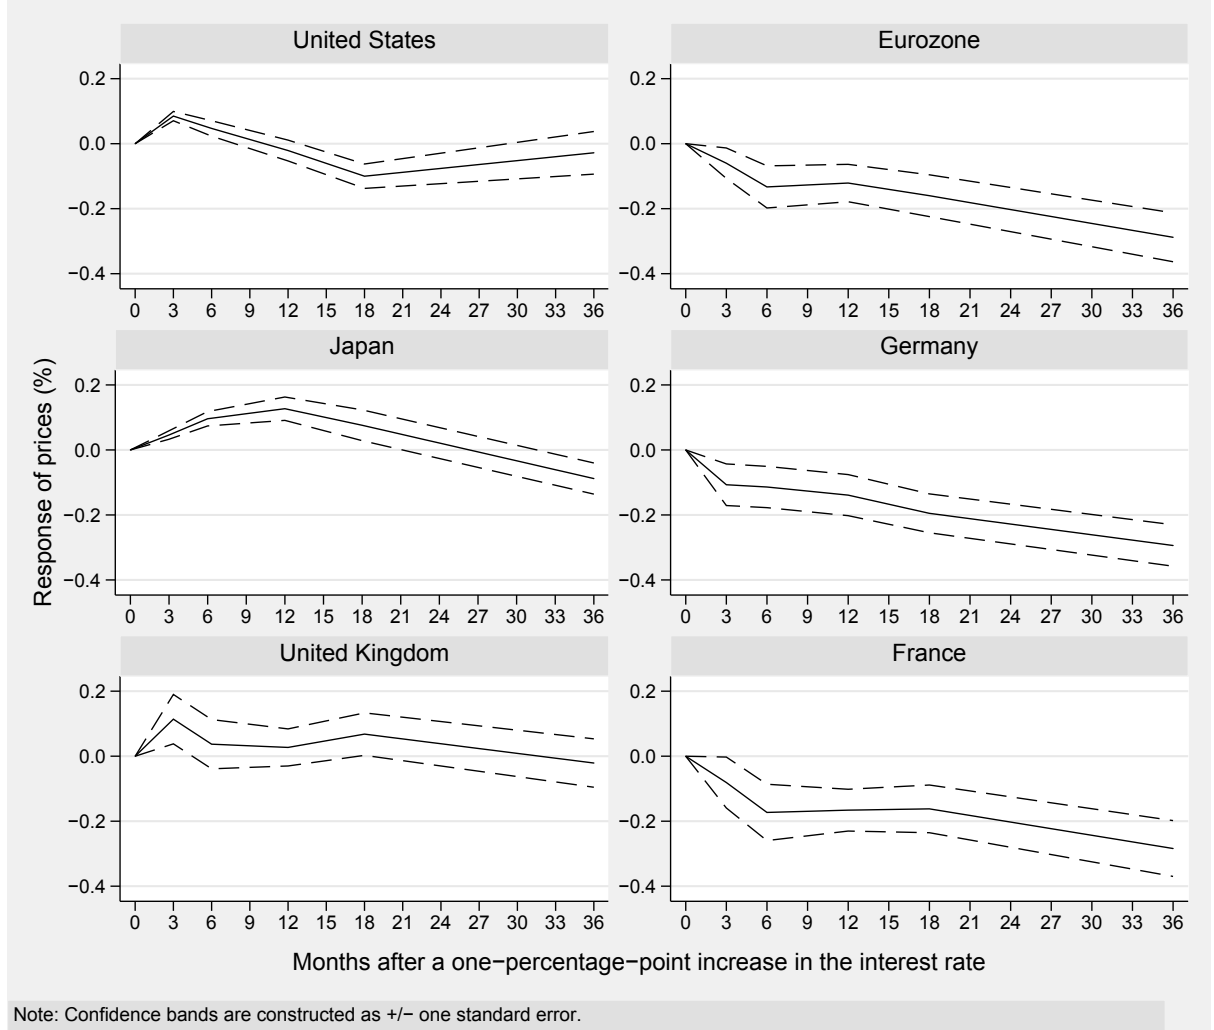 United States
0.2
0.0
−0.2
−0.4
0 3 6 9 12 15 18 21 24 27 30 33 36
Eurozone
0.2
0.0
−0.2
−0.4
0 3 6 9 12 15 18 21 24 27 30 33 36
Response of prices (%)
Japan
0.2
0.0
−0.2
−0.4
0 3 6 9 12 15 18 21 24 27 30 33 36
Germany
0.2
0.0
−0.2
−0.4
0 3 6 9 12 15 18 21 24 27 30 33 36
United Kingdom
0.2
0.0
−0.2
−0.4
0 3 6 9 12 15 18 21 24 27 30 33 36
France
0.2
0.0
−0.2
−0.4
0 3 6 9 12 15 18 21 24 27 30 33 36
Months after a one−percentage−point increase in the interest rate
Note: Confidence bands are constructed as +/− one standard error.